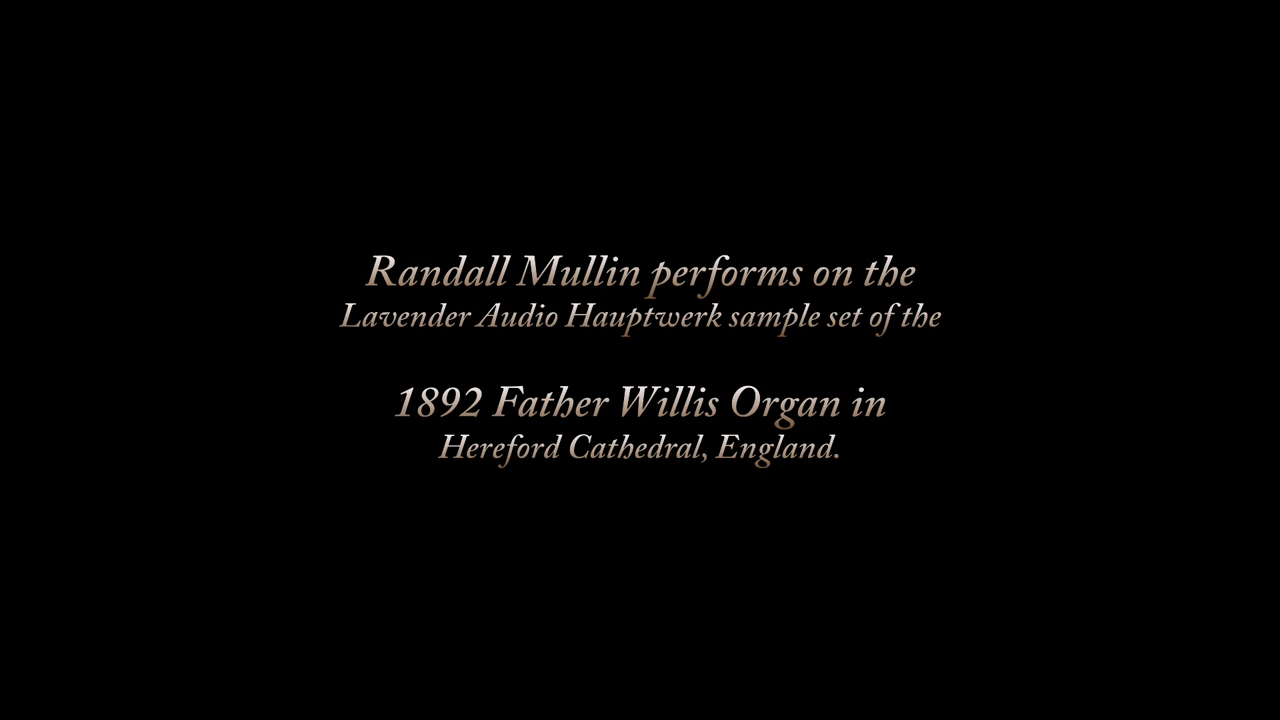 Randall Mullin performs on the
Lavender Audio Hauptwerk sample set of the
1892 Father Willis Organ in
Hereford Cathedral, England.